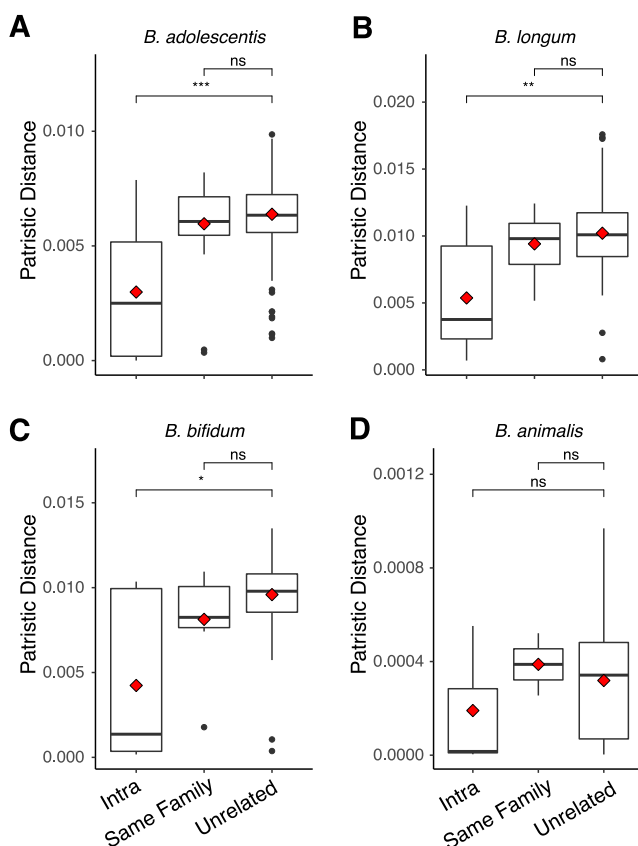 A
B. adolescentis
ns
***
0.010
0.005
0.000
Patristic Distance
B
B. longum
ns
**
0.020
0.015
0.010
0.005
0.000
Patristic Distance
C
B. bifidum
ns
*
0.015
0.010
0.005
0.000
Patristic Distance
Intra
Same Family
Unrelated
D
B. animalis
ns
ns
0.0012
0.0008
0.0004
0.0000
Patristic Distance
Intra
Same Family
Unrelated